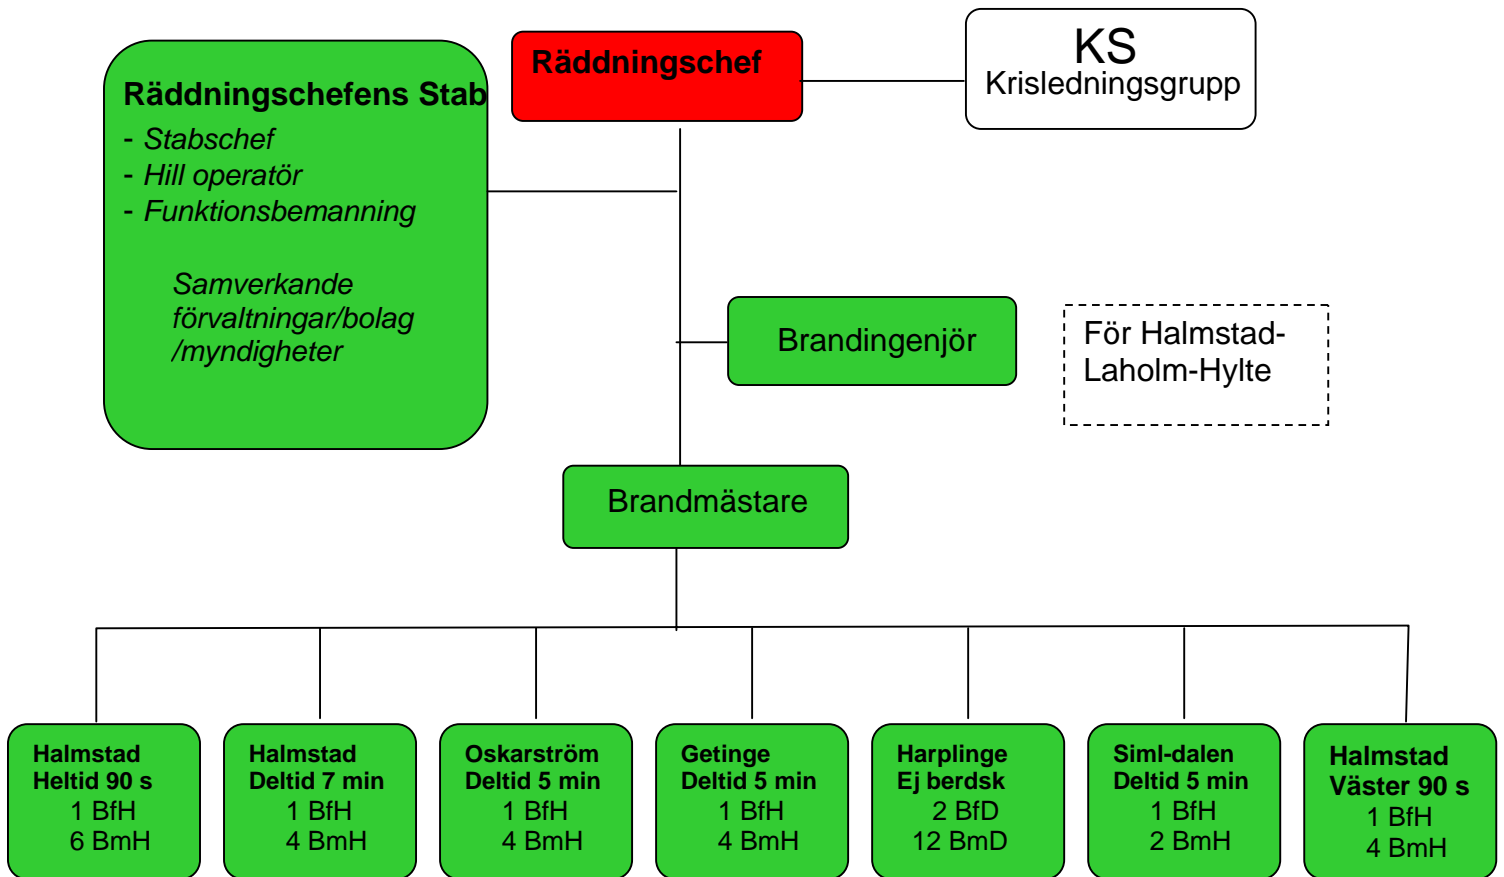 Räddningschefens Stab
- Stabschef
- Hill operatör
- Funktionsbemanning
Samverkande
förvaltningar/bolag
/myndigheter
Räddningschef
KS
Krisledningsgrupp
Brandingenjör
För Halmstad-
Laholm-Hylte
Brandmästare
Halmstad
Heltid 90 s
1 BfH
6 BmH
Halmstad
Deltid 7 min
1 BfH
4 BmH
Oskarström
Deltid 5 min
1 BfH
4 BmH
Getinge
Deltid 5 min
1 BfH
4 BmH
Harplinge
Ej berdsk
2 BfD
12 BmD
Siml-dalen
Deltid 5 min
1 BfH
2 BmH
Halmstad
Väster 90 s
1 BfH
4 BmH